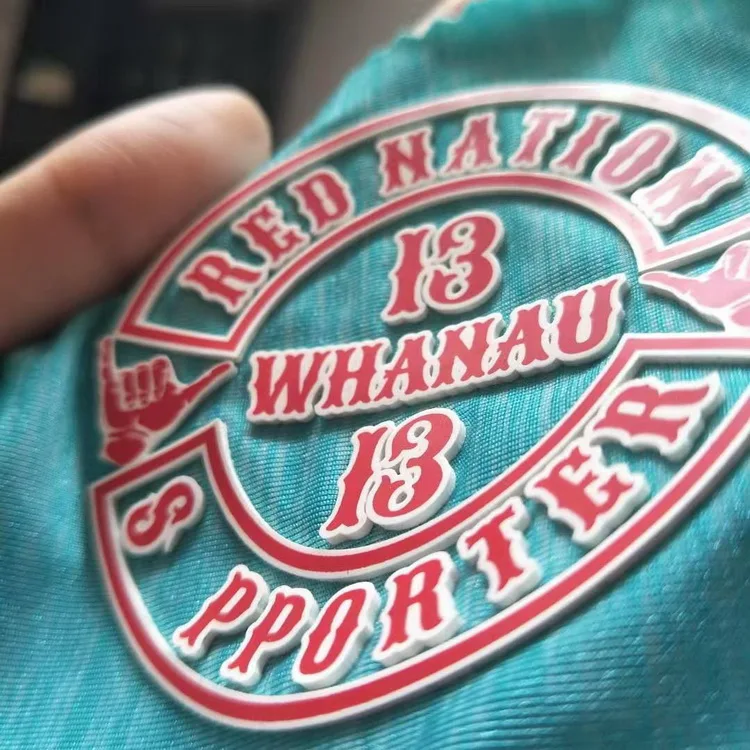 RED NATION
13
WHANAU
13
S PPORTER